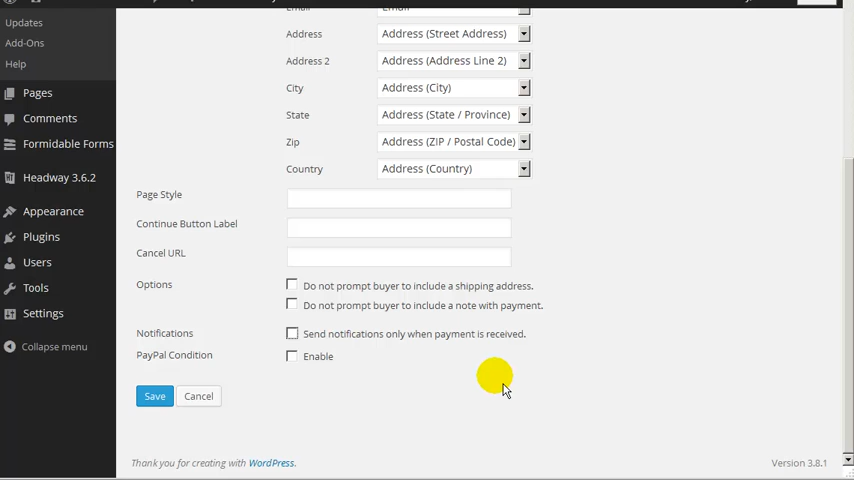 Updates
Add-Ons
Help
Pages
Comments
Formidable Forms
Headway 3.6.2
Appearance
Plugins
Users
Tools
Settings
Collapse menu
Address Address (Street Address)
Address 2 Address (Address Line 2)
City Address (City)
State Address (State / Province)
Zip Address (ZIP / Postal Code)
Country Address (Country)
Page Style
Continue Button Label
Cancel URL
Options Do not prompt buyer to include a shipping address.
Do not prompt buyer to include a note with payment.
Notifications Send notifications only when payment is received.
PayPal Condition Enable
Save Cancel
Thank you for creating with WordPress. Version 3.8.1